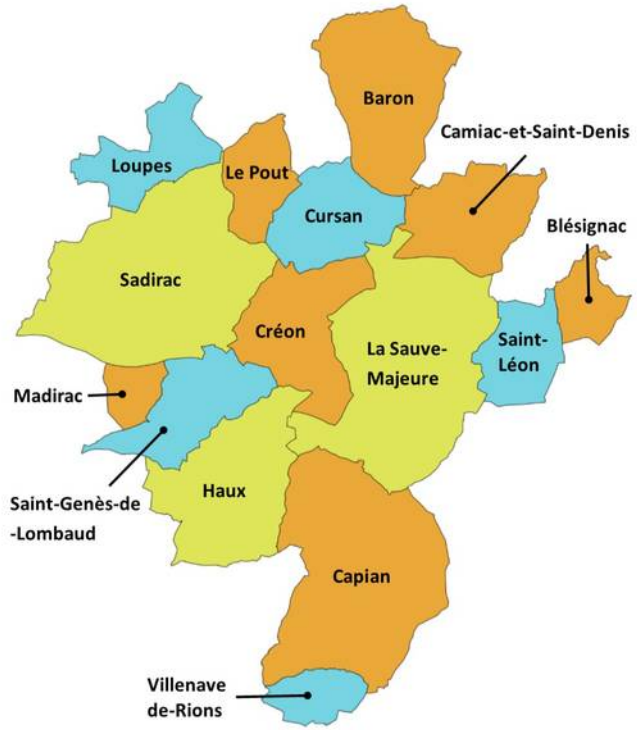 Baron
Camiac-et-Saint-Denis
Loupes
Le Pout
Cursan
Blésignac
Sadirac
Créon
La Sauve-
Majeure
Saint-
Léon
Madirac
Saint-Genès-de
-Lombaud
Haux
Capian
Villenave
de-Rions